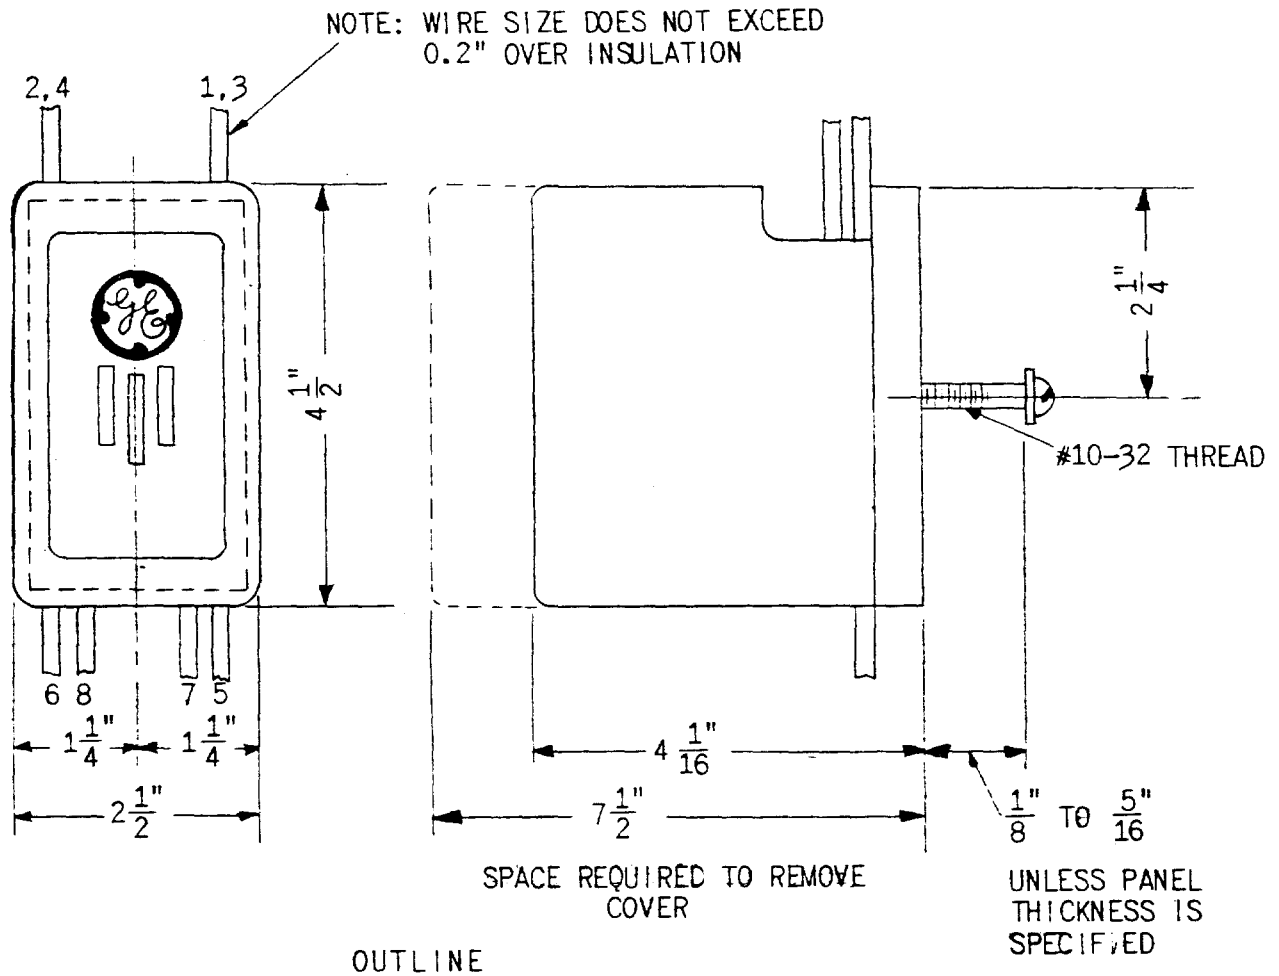 NOTE: WIRE SIZE DOES NOT EXCEED
0.2" OVER INSULATION
2,4
1,3
GE
4 1/2"
2 1/4"
#10-32 THREAD
6 8 7 5
1 1/4" 1 1/4"
2 1/2"
4 1/16"
7 1/2"
1/8" TO 5/16"
SPACE REQUIRED TO REMOVE
COVER
UNLESS PANEL
THICKNESS IS
SPECIFIED
OUTLINE